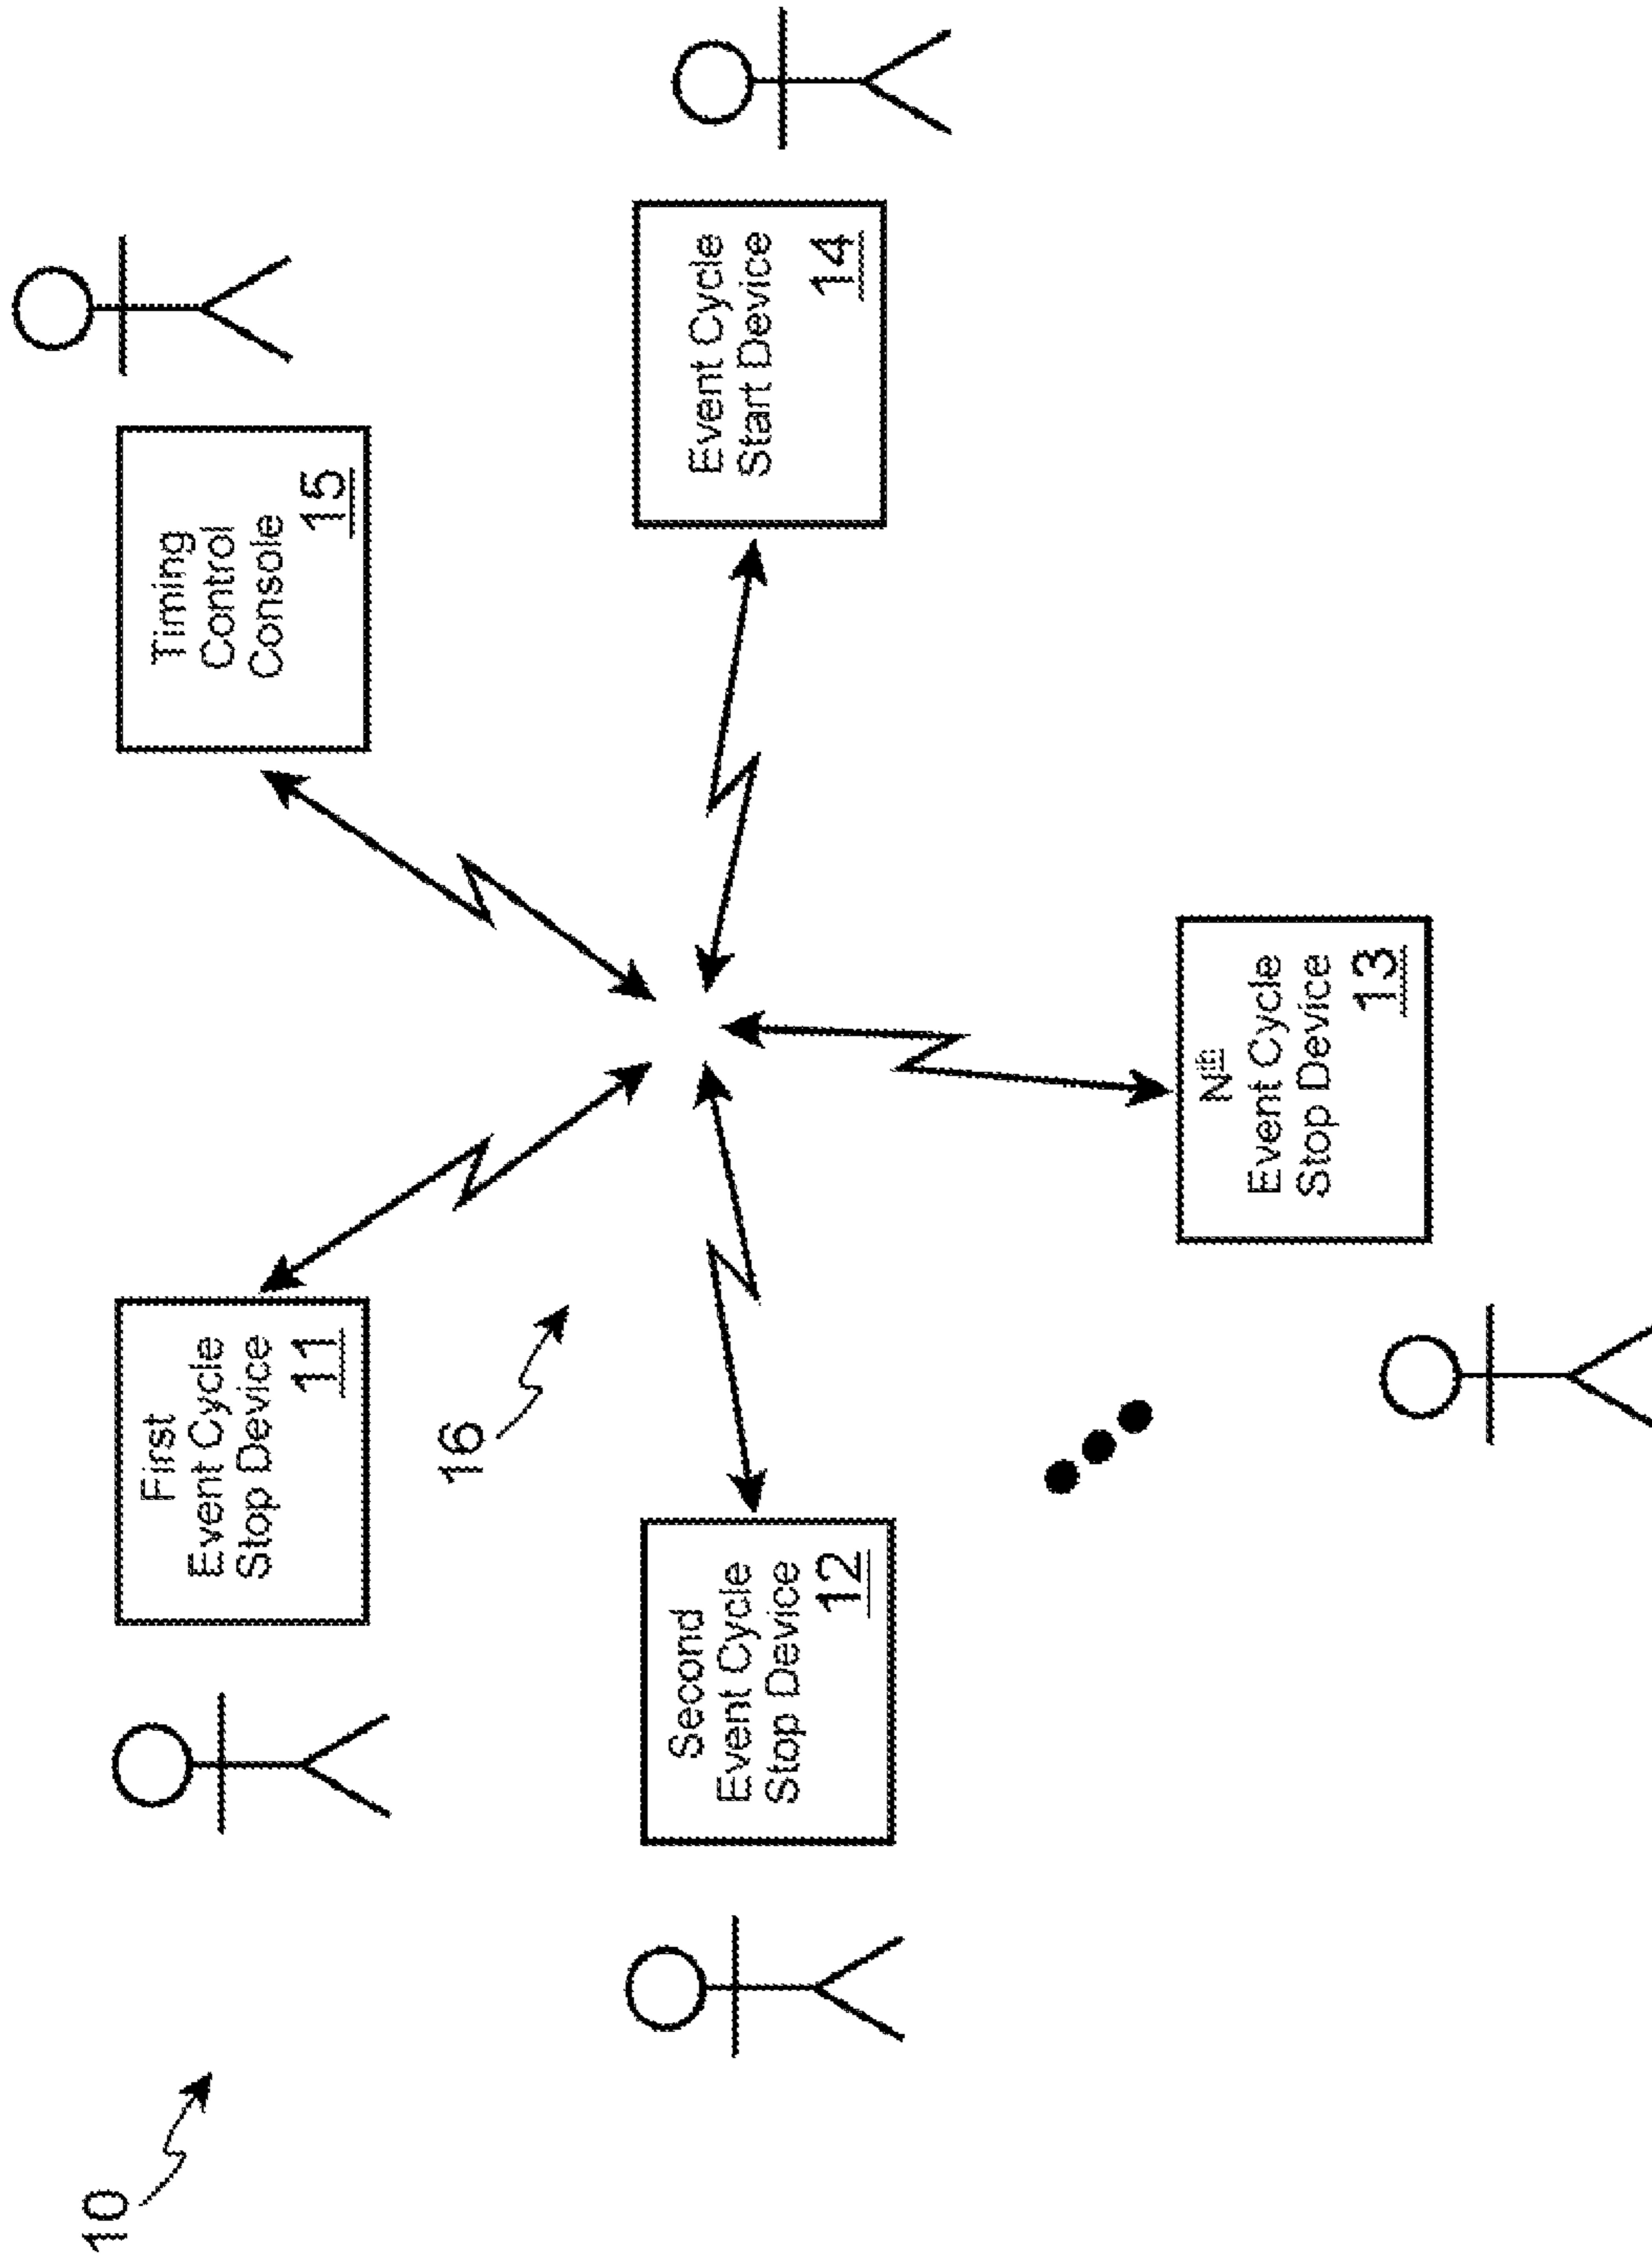 10
First
Event Cycle
Stop Device
11
Timing
Control
Console
15
16
Second
Event Cycle
Stop Device
12
Event Cycle
Start Device
14
Nth
Event Cycle
Stop Device
13